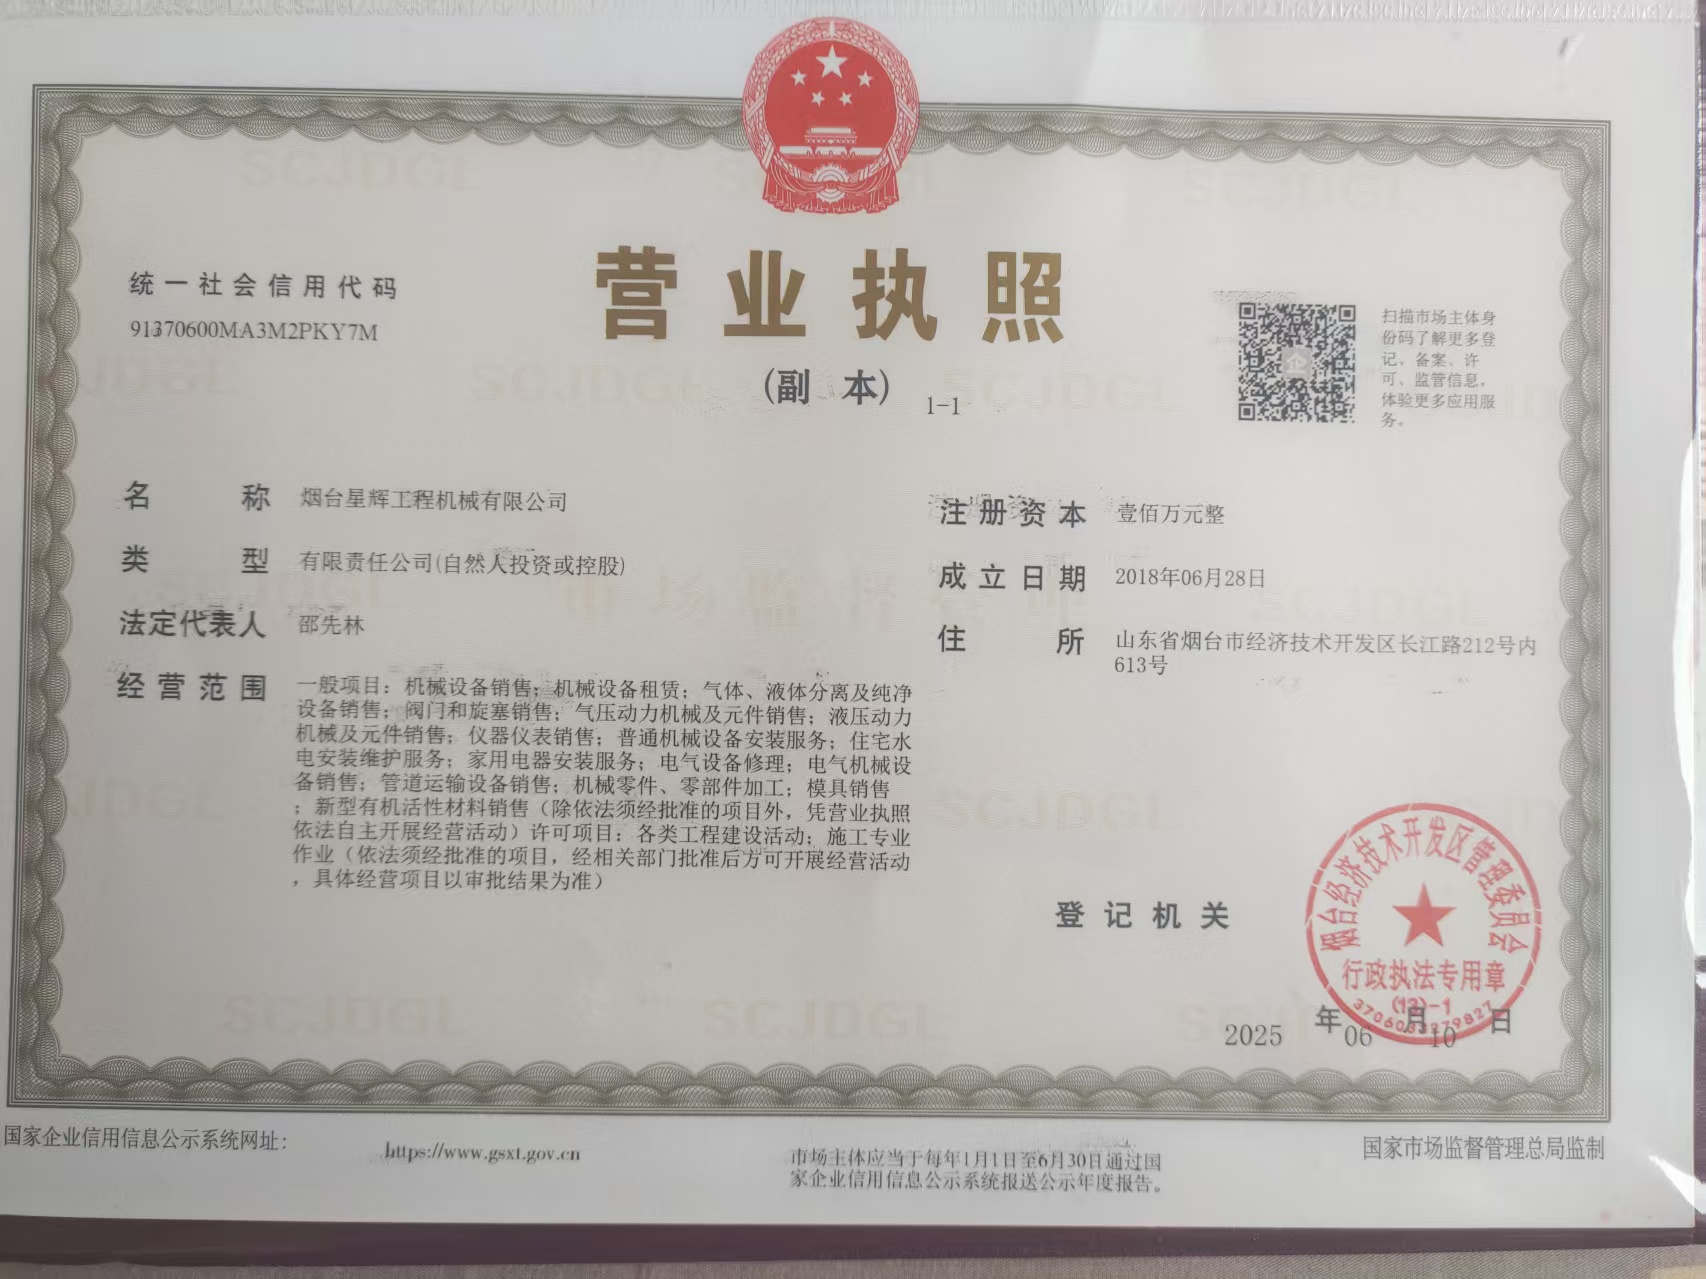 统一社会信用代码
91370600MA3M2PKY7M
营业执照
(副 本)
1-1
扫描市场主体身
份码了解更多登
记、备案、许
可、监管信息,
体验更多应用服
务。
名 称 烟台星辉工程机械有限公司
类 型 有限责任公司(自然人投资或控股)
法定代表人 邵先林
经营范围 一般项目:机械设备销售;机械设备租赁;气体、液体分离及纯净
设备销售;阀门和旋塞销售;气压动力机械及元件销售;液压动力
机械及元件销售;仪器仪表销售;普通机械设备安装服务;住宅水
电安装维护服务;家用电器安装服务;电气设备修理;电气机械设
备销售;管道运输设备销售;机械零件、零部件加工;模具销售
;新型有机活性材料销售(除依法须经批准的项目外,凭营业执照
依法自主开展经营活动)许可项目:各类工程建设活动;施工专业
作业(依法须经批准的项目,经相关部门批准后方可开展经营活动
,具体经营项目以审批结果为准)
注册资本 壹佰万元整
成立日期 2018年06月28日
住 所 山东省烟台市经济技术开发区长江路212号内
613号
登记机关
烟台经济技术开发区管理委员会
行政执法专用章
(13)-1
2025 年 06 月 10 日
国家企业信用信息公示系统网址:
https://www.gsxt.gov.cn
市场主体应当于每年1月1日至6月30日通过国
家企业信用信息公示系统报送公示年度报告。
国家市场监督管理总局监制
SCJDGL